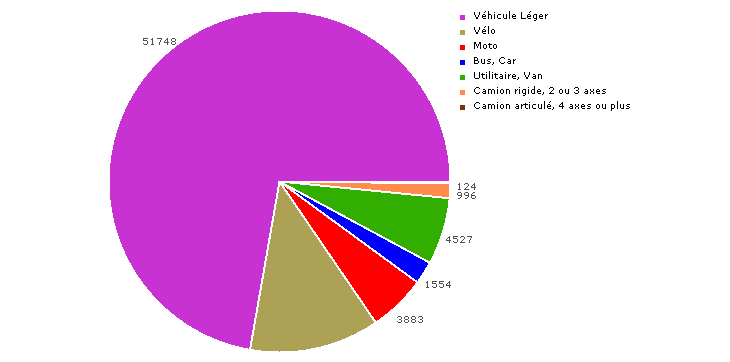 51748
Véhicule Léger
Vélo
Moto
Bus, Car
Utilitaire, Van
Camion rigide, 2 ou 3 axes
Camion articulé, 4 axes ou plus
124
996
4527
1554
3883